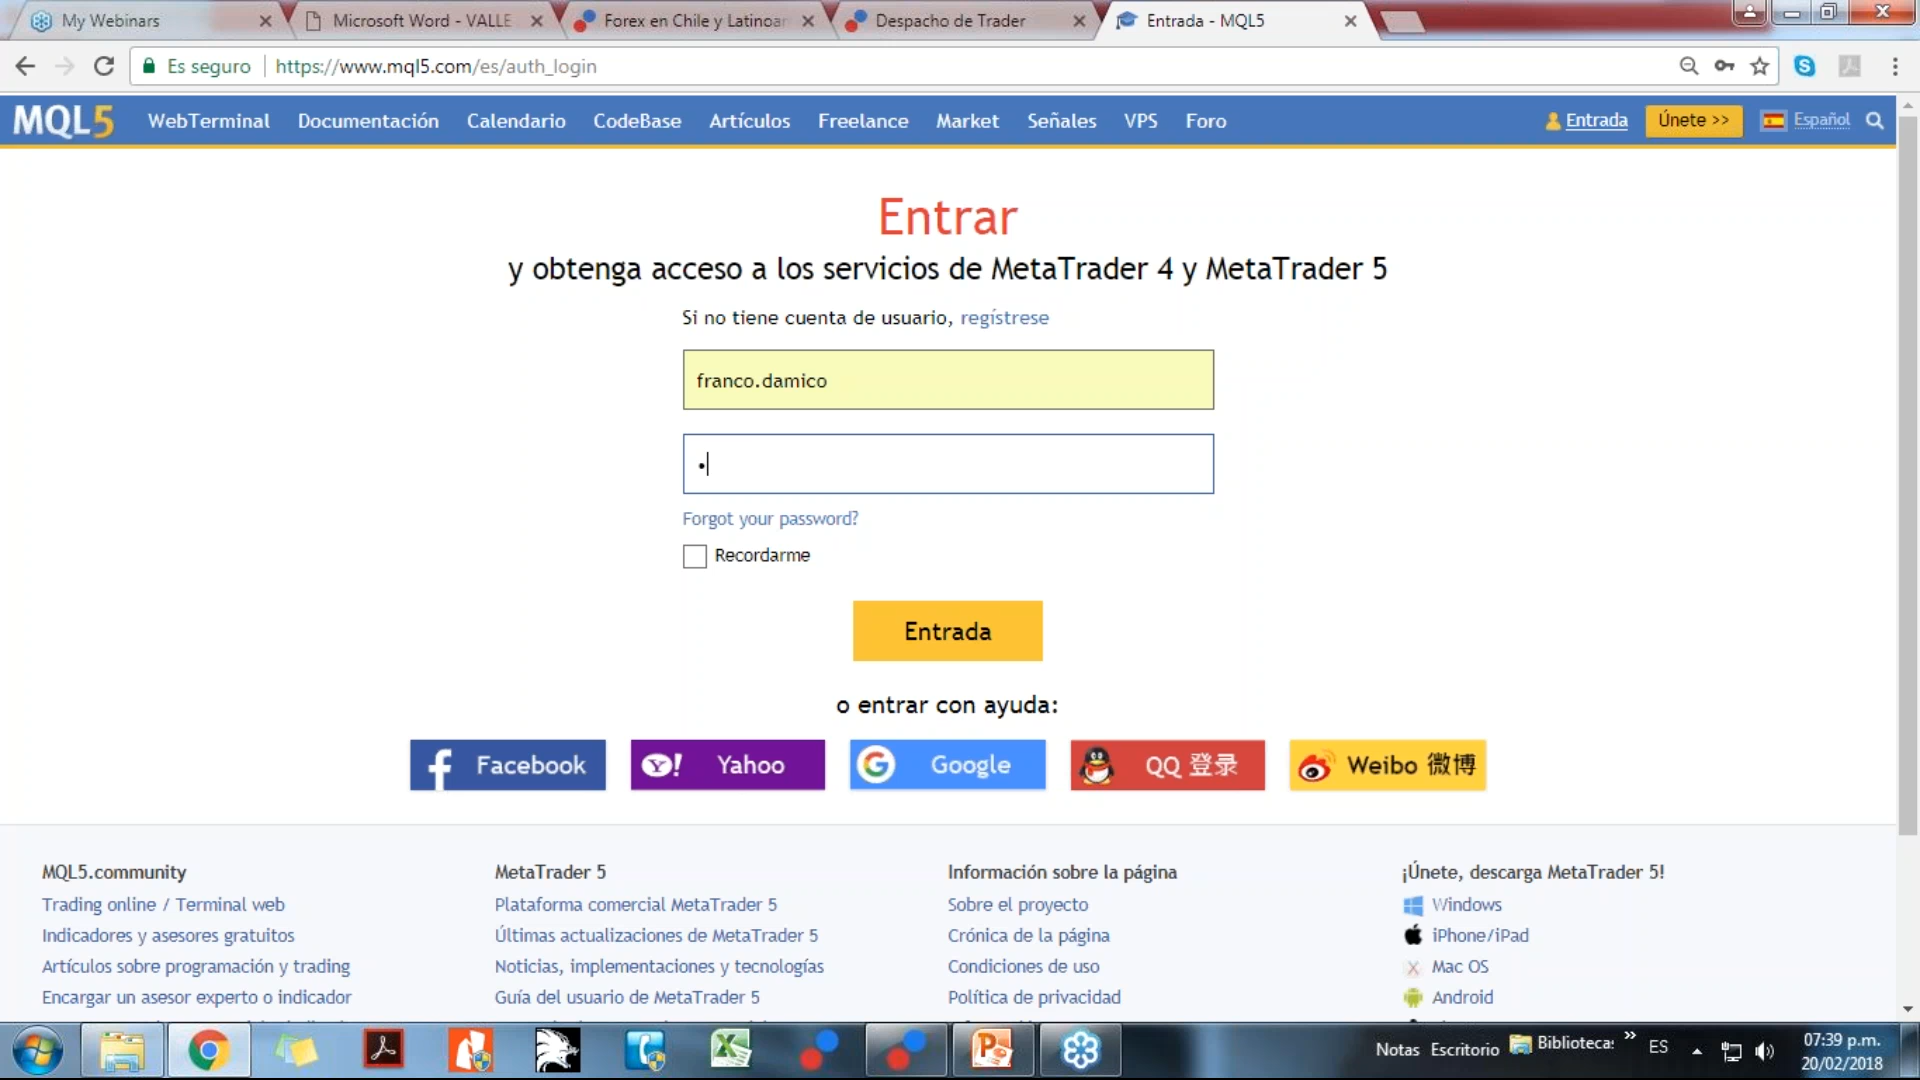 My Webinars
Microsoft Word - VALLE
Forex en Chile y Latinoar
Despacho de Trader
Entrada - MQL5
Es seguro
https://www.mql5.com/es/auth_login
MQL5
WebTerminal
Documentación
Calendario
CodeBase
Artículos
Freelance
Market
Señales
VPS
Foro
Entrada
Únete >>
Español
Entrar
y obtenga acceso a los servicios de MetaTrader 4 y MetaTrader 5
Si no tiene cuenta de usuario, regístrese
franco.damico
•
Forgot your password?
Recordarme
Entrada
o entrar con ayuda:
Facebook
Yahoo
Google
QQ 登录
Weibo 微博
MQL5.community
Trading online / Terminal web
Indicadores y asesores gratuitos
Artículos sobre programación y trading
Encargar un asesor experto o indicador
MetaTrader 5
Plataforma comercial MetaTrader 5
Últimas actualizaciones de MetaTrader 5
Noticias, implementaciones y tecnologías
Guía del usuario de MetaTrader 5
Información sobre la página
Sobre el proyecto
Crónica de la página
Condiciones de uso
Política de privacidad
¡Únete, descarga MetaTrader 5!
Windows
iPhone/iPad
Mac OS
Android
Notas
Escritorio
Bibliotecas
ES
07:39 p.m.
20/02/2018